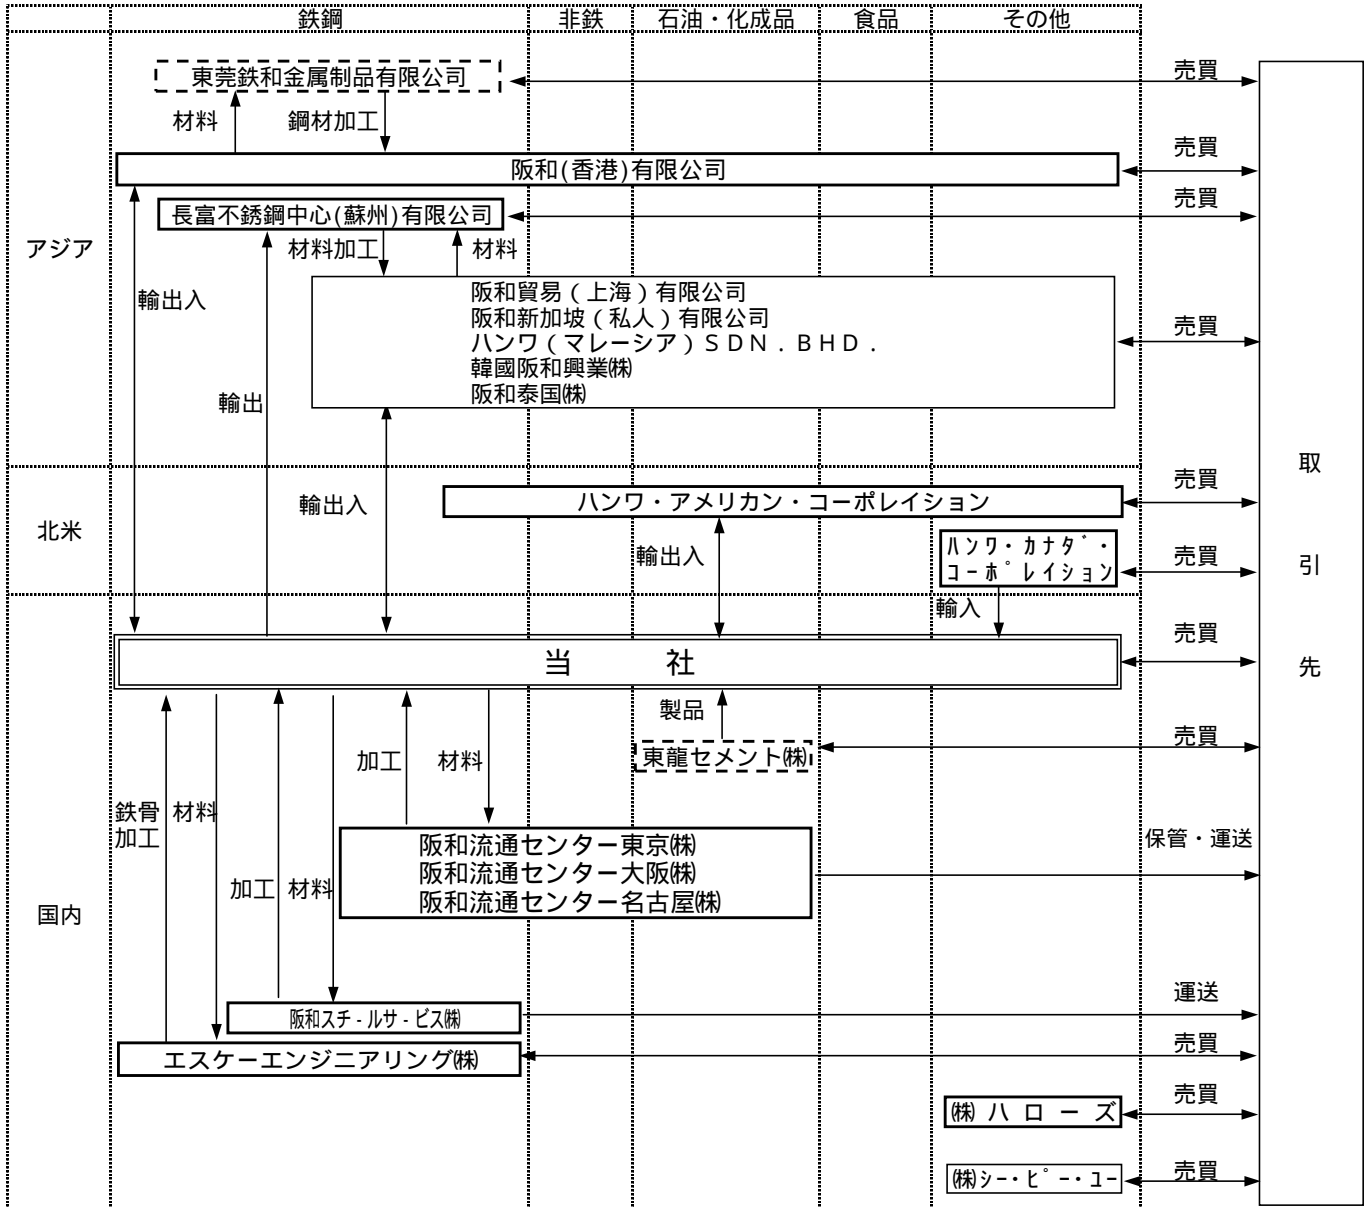 鉄鋼 非鉄 石油・化成品 食品 その他
東莞鉄和金属制品有限公司
売買
材料
鋼材加工
売買
阪和(香港)有限公司
売買
長富不銹鋼中心(蘇州)有限公司
アジア
材料加工
材料
輸出入
阪和貿易(上海)有限公司
阪和新加坡(私人)有限公司
ハンワ(マレーシア)SDN.BHD.
韓國阪和興業㈱
阪和泰国㈱
売買
輸出
取引先
売買
ハンワ・アメリカン・コーポレイション
輸出入
北米
輸出入
ハンワ・カナダ・
コーポレイション
売買
輸入
売買
当社
製品
売買
東龍セメント㈱
加工
材料
鉄骨
加工
材料
阪和流通センター東京㈱
阪和流通センター大阪㈱
阪和流通センター名古屋㈱
保管・運送
加工
材料
国内
運送
阪和スチ-ルサ-ビス㈱
売買
エスケーエンジニアリング㈱
売買
㈱ハローズ
売買
㈱シー・ピー・ユー